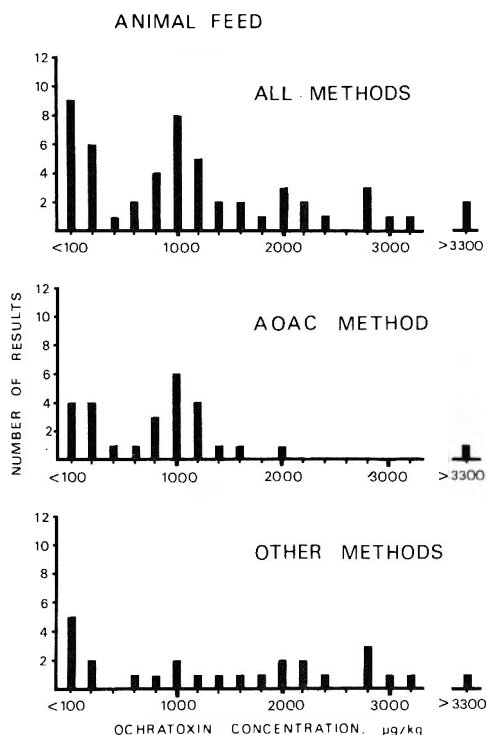 ANIMAL FEED
ALL METHODS
12
10
8
6
4
2
<100 1000 2000 3000 >3300
AOAC METHOD
12
10
8
6
4
2
<100 1000 2000 3000 >3300
NUMBER OF RESULTS
OTHER METHODS
12
10
8
6
4
2
<100 1000 2000 3000 >3300
OCHRATOXIN CONCENTRATION, µg/kg